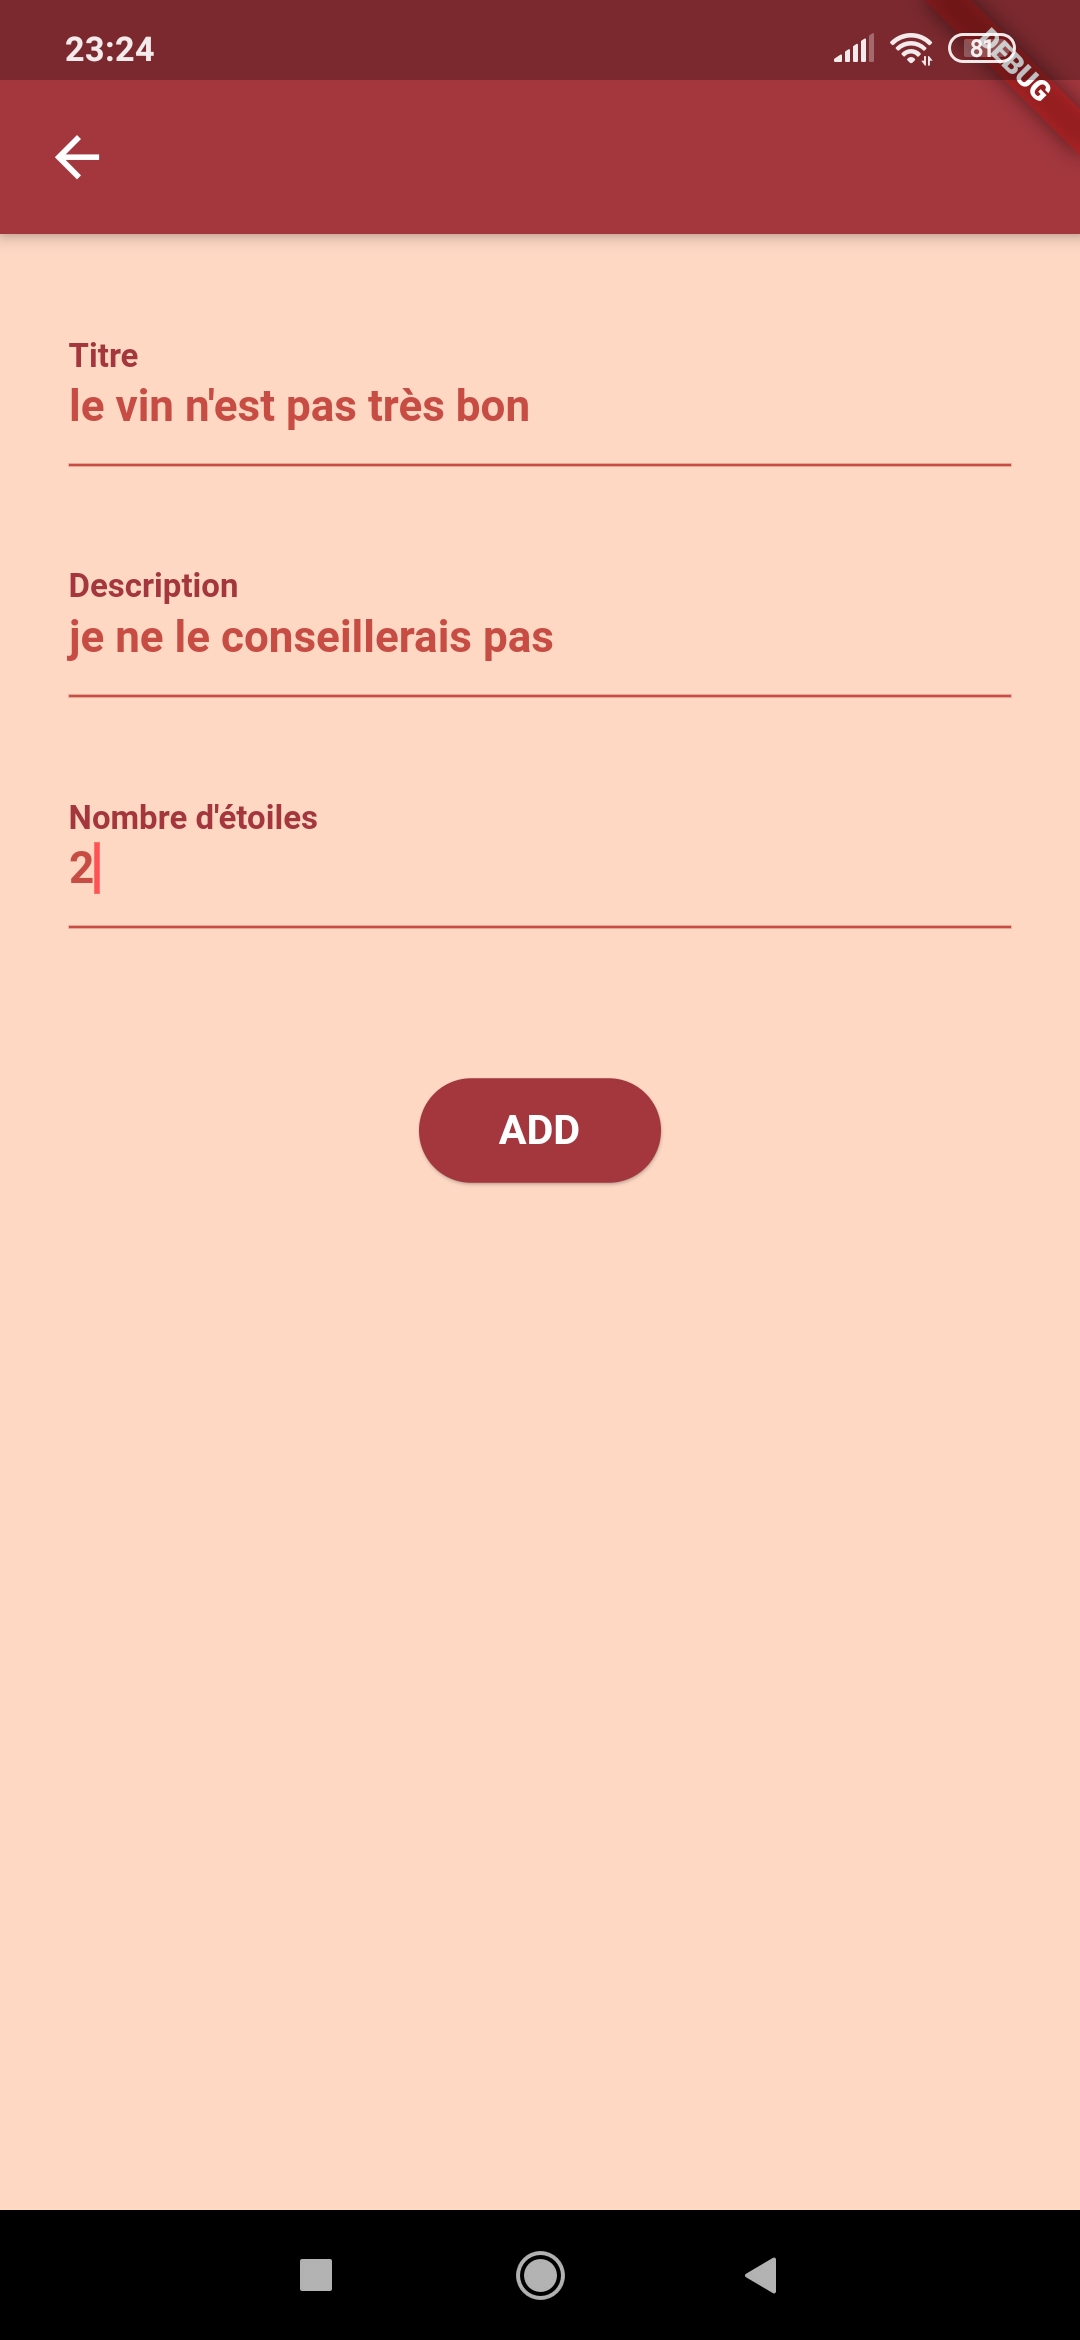 23:24
81
DEBUG
Titre
le vin n'est pas très bon
Description
je ne le conseillerais pas
Nombre d'étoiles
2
ADD